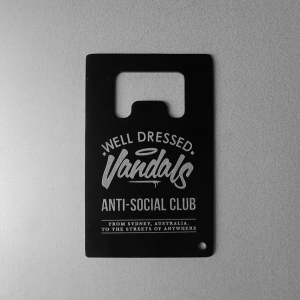 ·WELL DRESSED·
Vandals
ANTI-SOCIAL CLUB
FROM SYDNEY, AUSTRALIA,
TO THE STREETS OF ANYWHERE